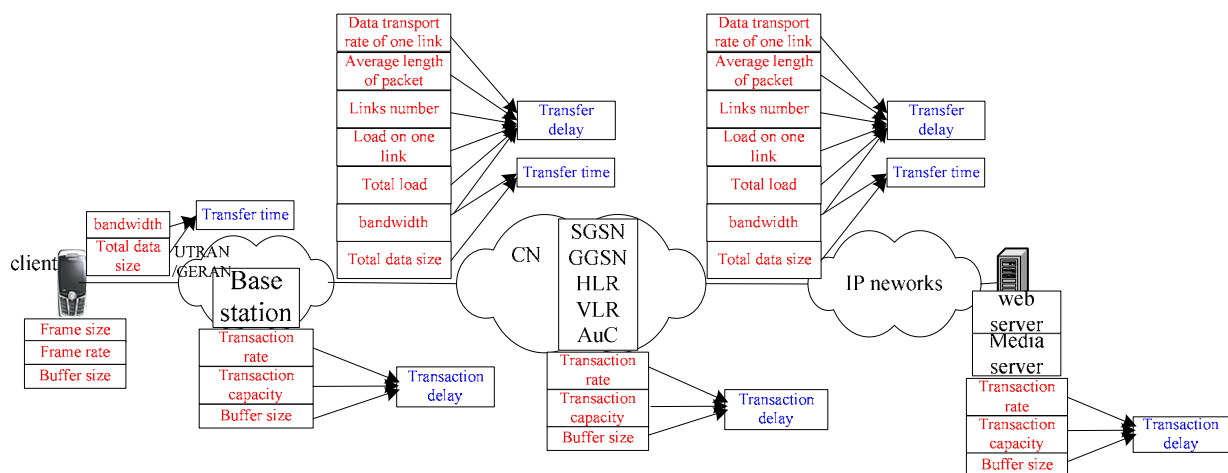 Data transport
rate of one link
Average length
of packet
Links number
Load on one
link
Total load
bandwidth
Total data size
Transfer
delay
Transfer time
Data transport
rate of one link
Average length
of packet
Links number
Load on one
link
Total load
bandwidth
Total data size
Transfer
delay
Transfer time
bandwidth
Total data
size
Transfer time
client
UTRAN
/GERAN
Base
station
CN
SGSN
GGSN
HLR
VLR
AuC
IP neworks
web
server
Media
server
Frame size
Frame rate
Buffer size
Transaction
rate
Transaction
capacity
Buffer size
Transaction
delay
Transaction
rate
Transaction
capacity
Buffer size
Transaction
delay
Transaction
rate
Transaction
capacity
Buffer size
Transaction
delay